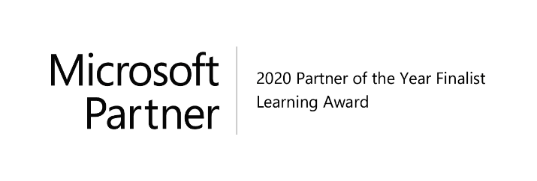 Microsoft
Partner
2020 Partner of the Year Finalist
Learning Award